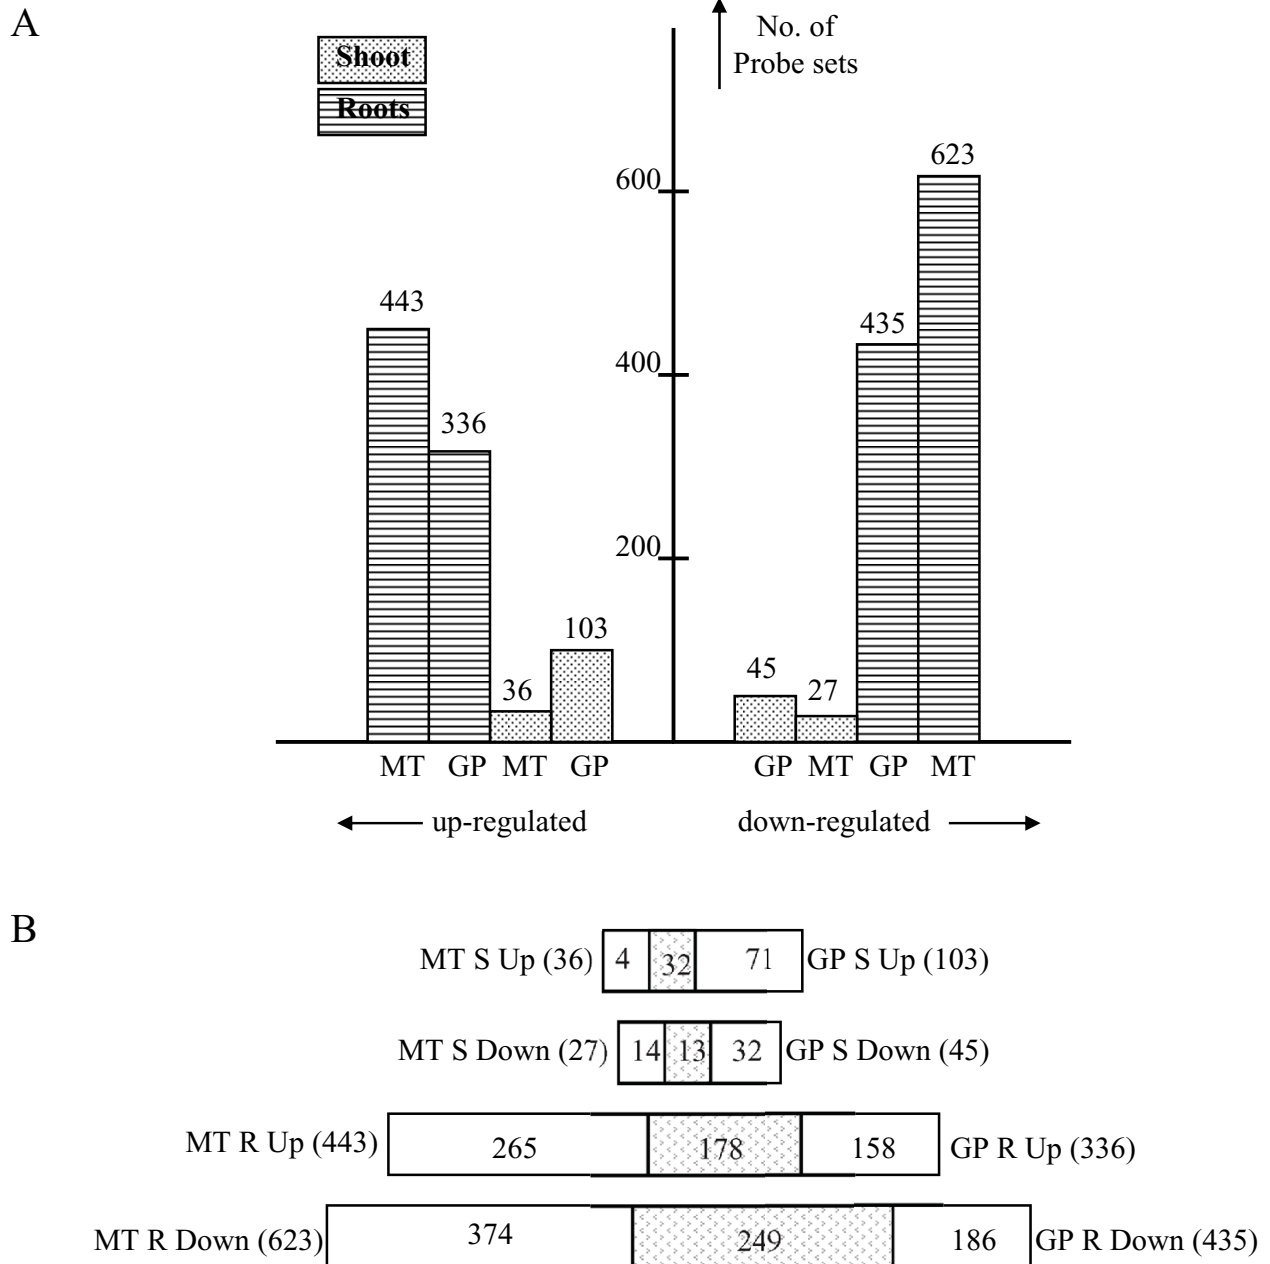 A
No. of
Probe sets
Shoot
Roots
623
600
443
435
400
336
200
103
45
36
27
MT GP MT GP
GP MT GP MT
up-regulated
down-regulated
B
MT S Up (36) 4 32 71 GP S Up (103)
MT S Down (27) 14 13 32 GP S Down (45)
MT R Up (443) 265 178 158 GP R Up (336)
MT R Down (623) 374 249 186 GP R Down (435)